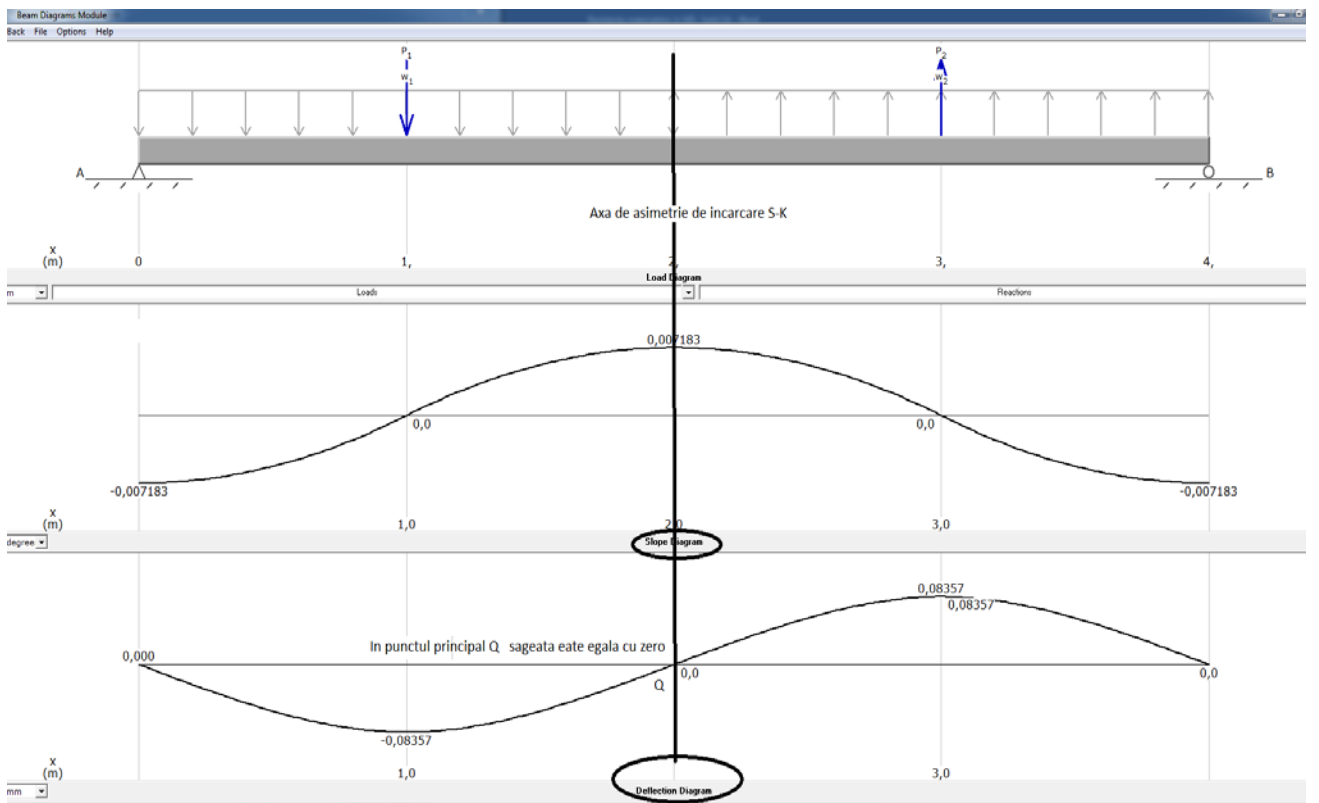 Beam Diagrams Module
Back File Options Help
P1 P2
w1 w2
A B
Axa de asimetrie de incarcare S-K
x
(m) 0 1, 2, 3, 4,
Load Diagram
m Loads Reactions
0,007183
0,0 0,0
-0,007183 -0,007183
x
(m) 1,0 2,0 3,0
degree Slope Diagram
0,08357
0,08357
In punctul principal Q sageata eate egala cu zero
0,000
Q 0,0 0,0
-0,08357
x
(m) 1,0 3,0
mm Deflection Diagram